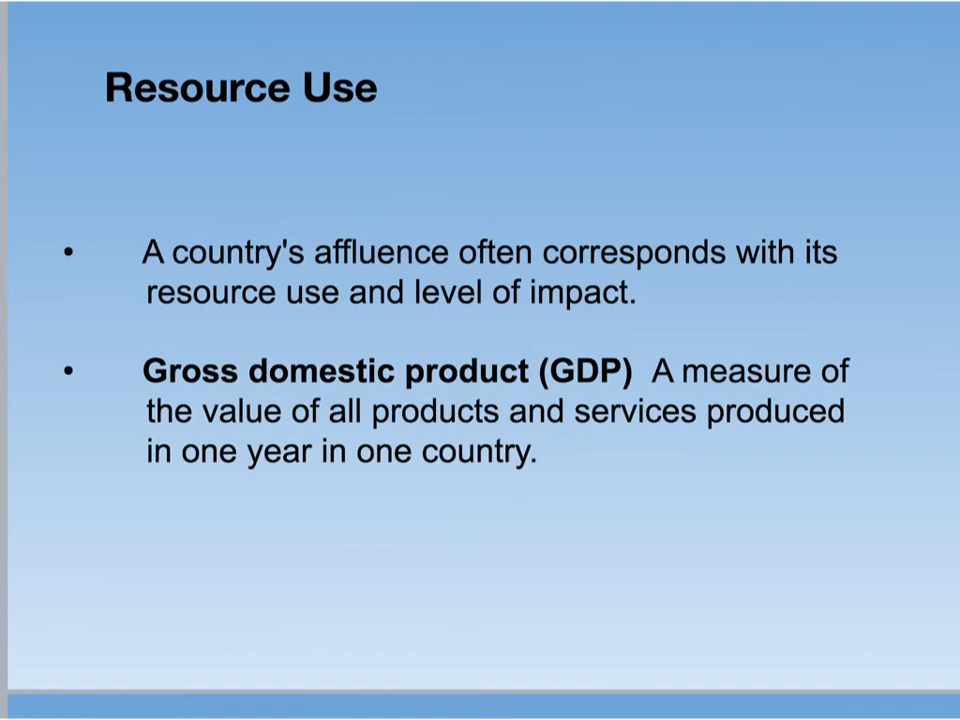 Resource Use
• A country's affluence often corresponds with its
resource use and level of impact.
• Gross domestic product (GDP) A measure of
the value of all products and services produced
in one year in one country.